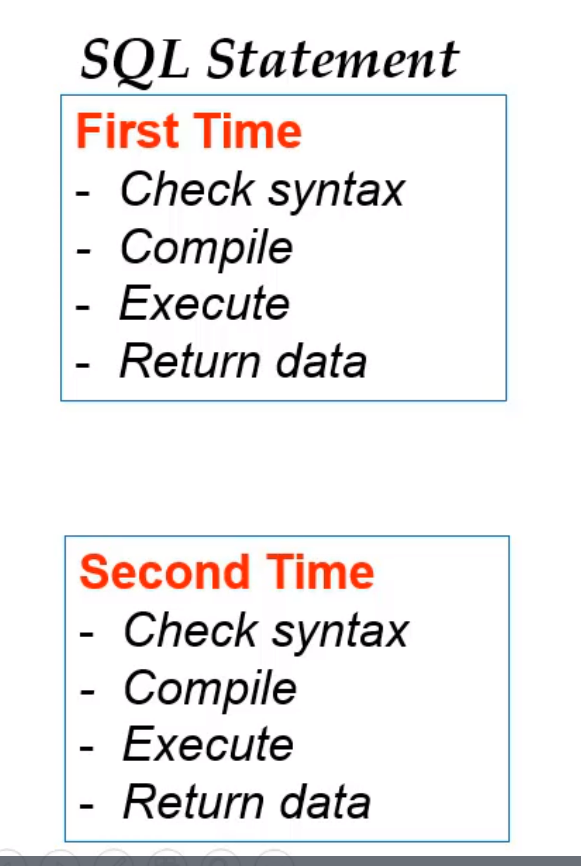 SQL Statement
First Time
- Check syntax
- Compile
- Execute
- Return data
Second Time
- Check syntax
- Compile
- Execute
- Return data